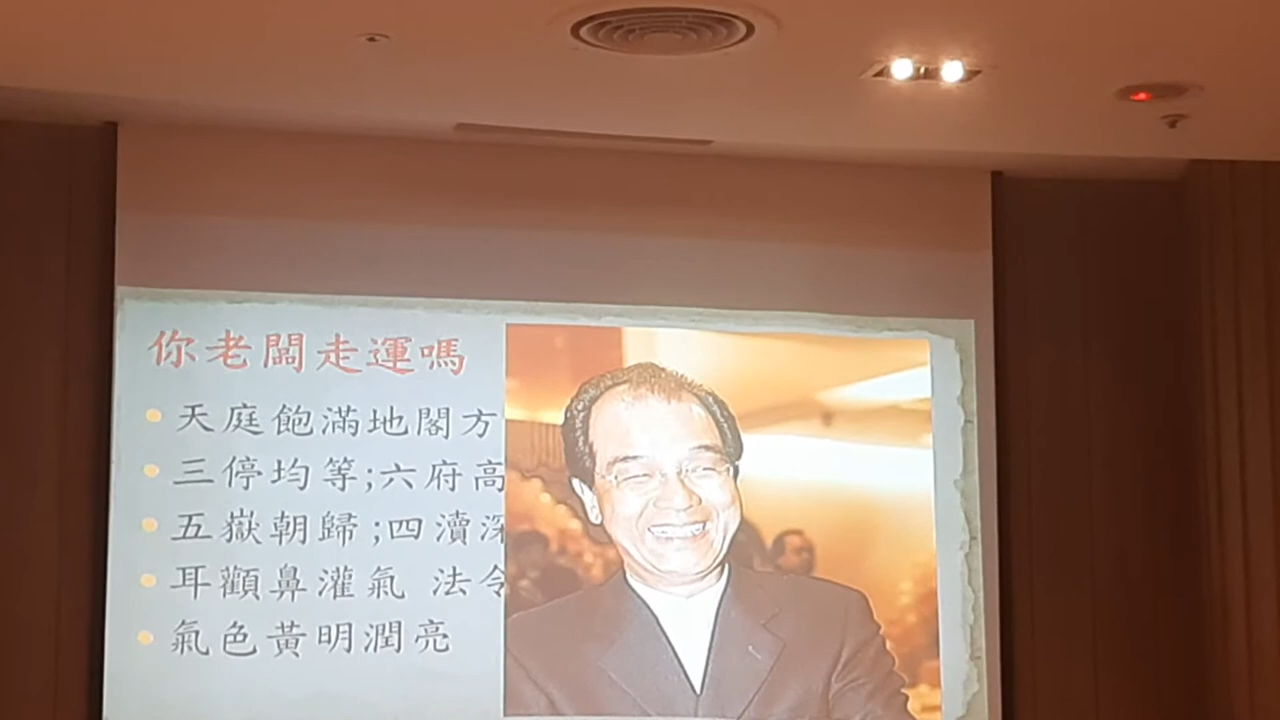 你老闆走運嗎
天庭飽滿地閣方
三停均等;六府高
五嶽朝歸;四瀆深
耳顴鼻灌氣 法令
氣色黃明潤亮